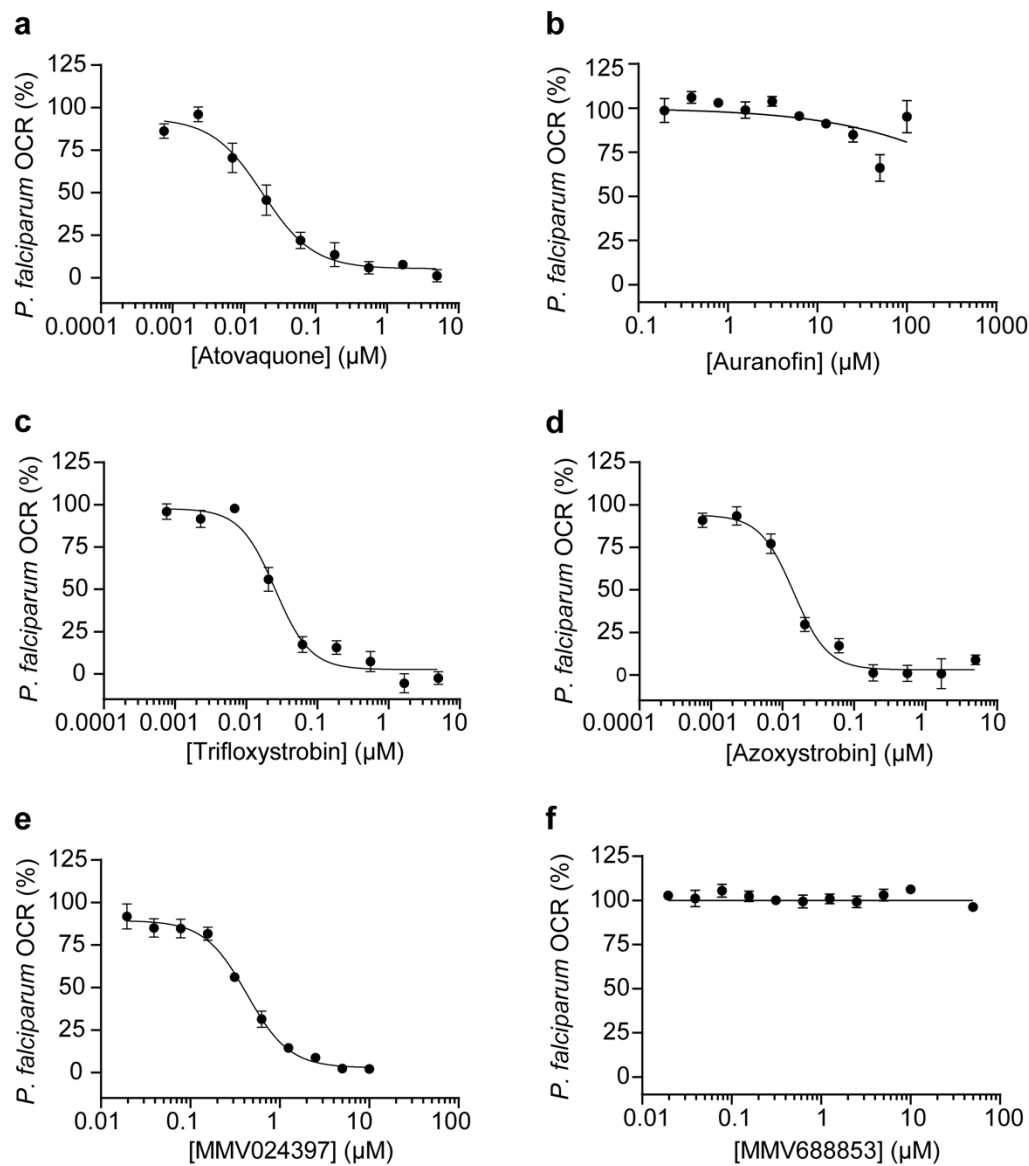 a
P. falciparum OCR (%)
125
100
75
50
25
0
0.0001 0.001 0.01 0.1 1 10
[Atovaquone] (µM)
b
P. falciparum OCR (%)
125
100
75
50
25
0
0.1 1 10 100 1000
[Auranofin] (µM)
c
P. falciparum OCR (%)
125
100
75
50
25
0
0.0001 0.001 0.01 0.1 1 10
[Trifloxystrobin] (µM)
d
P. falciparum OCR (%)
125
100
75
50
25
0
0.0001 0.001 0.01 0.1 1 10
[Azoxystrobin] (µM)
e
P. falciparum OCR (%)
125
100
75
50
25
0
0.01 0.1 1 10 100
[MMV024397] (µM)
f
P. falciparum OCR (%)
125
100
75
50
25
0
0.01 0.1 1 10 100
[MMV688853] (µM)